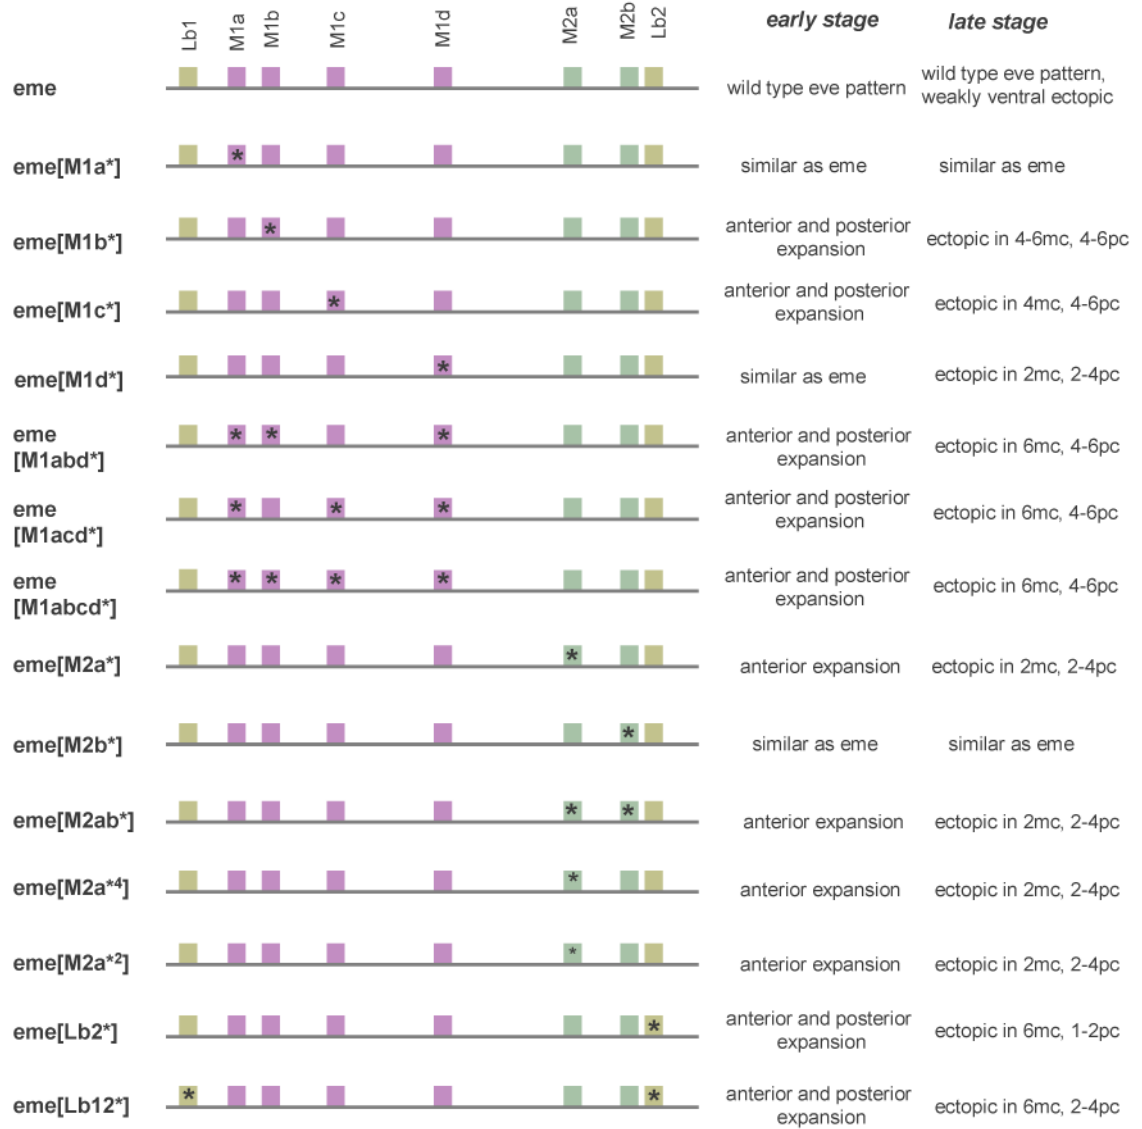 Lb1 M1a M1b M1c M1d M2a M2b Lb2 early stage late stage
eme wild type eve pattern wild type eve pattern,
weakly ventral ectopic
eme[M1a*] * similar as eme similar as eme
eme[M1b*] * anterior and posterior
expansion ectopic in 4-6mc, 4-6pc
eme[M1c*] * anterior and posterior
expansion ectopic in 4mc, 4-6pc
eme[M1d*] * similar as eme ectopic in 2mc, 2-4pc
eme
[M1abd*] * * * anterior and posterior
expansion ectopic in 6mc, 4-6pc
eme
[M1acd*] * * * anterior and posterior
expansion ectopic in 6mc, 4-6pc
eme
[M1abcd*] * * * * anterior and posterior
expansion ectopic in 6mc, 4-6pc
eme[M2a*] * anterior expansion ectopic in 2mc, 2-4pc
eme[M2b*] * similar as eme similar as eme
eme[M2ab*] * * anterior expansion ectopic in 2mc, 2-4pc
eme[M2a*4] * anterior expansion ectopic in 2mc, 2-4pc
eme[M2a*2] * anterior expansion ectopic in 2mc, 2-4pc
eme[Lb2*] * anterior and posterior
expansion ectopic in 6mc, 1-2pc
eme[Lb12*] * * anterior and posterior
expansion ectopic in 6mc, 2-4pc